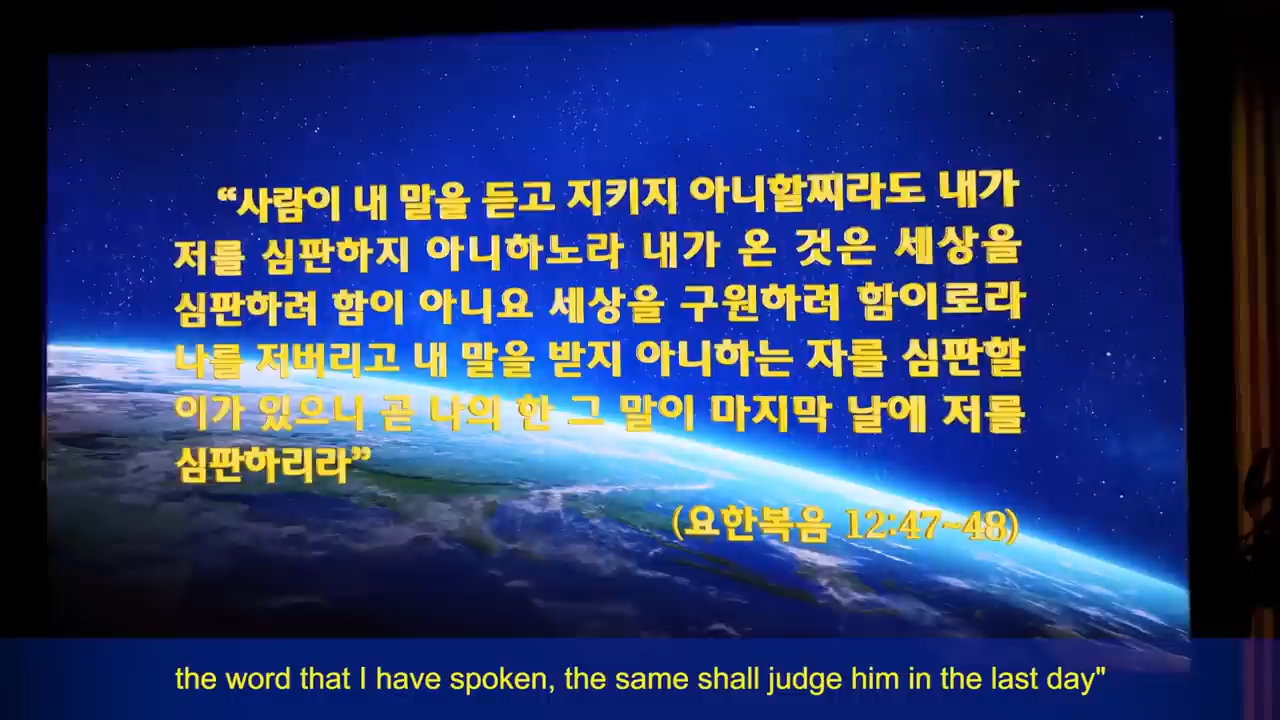 “사람이 내 말을 듣고 지키지 아니할찌라도 내가
저를 심판하지 아니하노라 내가 온 것은 세상을
심판하려 함이 아니요 세상을 구원하려 함이로라
나를 저버리고 내 말을 받지 아니하는 자를 심판할
이가 있으니 곧 나의 한 그 말이 마지막 날에 저를
심판하리라”
(요한복음 12:47~48)
the word that I have spoken, the same shall judge him in the last day"